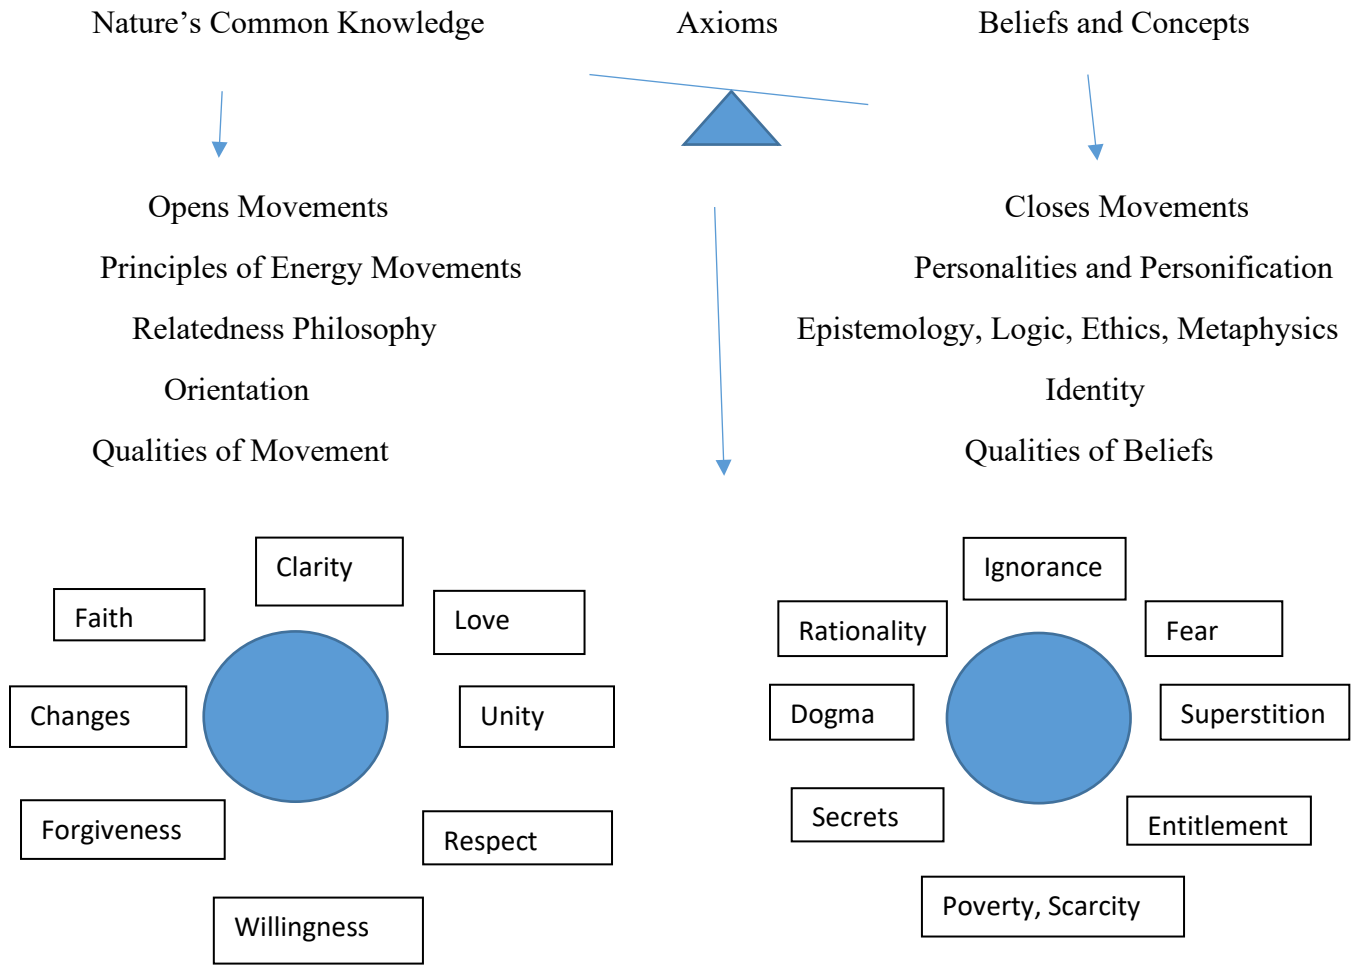 Nature’s Common Knowledge
Axioms
Beliefs and Concepts
Opens Movements
Closes Movements
Principles of Energy Movements
Personalities and Personification
Relatedness Philosophy
Epistemology, Logic, Ethics, Metaphysics
Orientation
Identity
Qualities of Movement
Qualities of Beliefs
Clarity
Faith
Love
Changes
Unity
Forgiveness
Respect
Willingness
Ignorance
Rationality
Fear
Dogma
Superstition
Secrets
Entitlement
Poverty, Scarcity